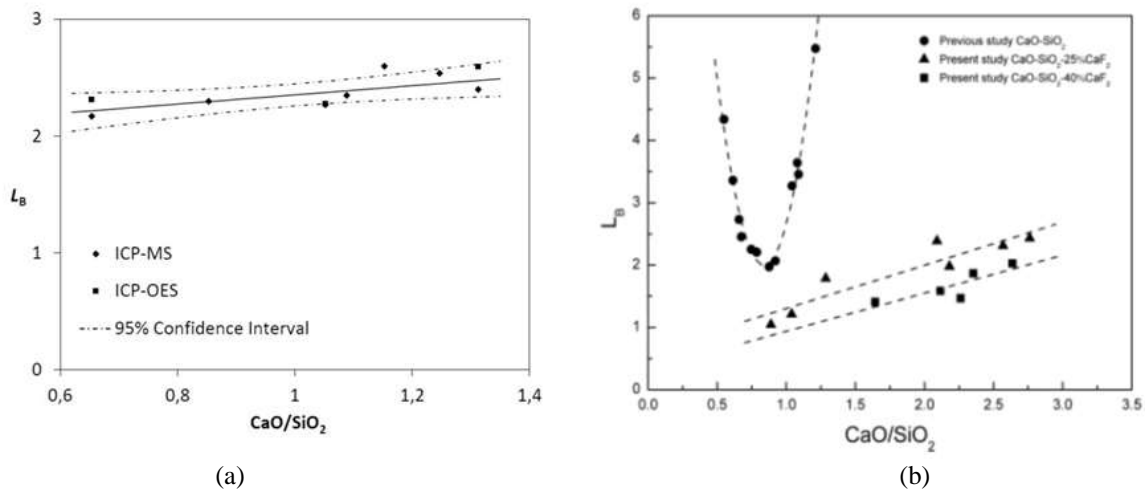 3
2
1
0
L_B
ICP-MS
ICP-OES
95% Confidence Interval
0,6 0,8 1 1,2 1,4
CaO/SiO₂
(a)
6
5
4
3
2
1
0
L_B
Previous study CaO-SiO₂
Present study CaO-SiO₂-25%CaF₂
Present study CaO-SiO₂-40%CaF₂
0.0 0.5 1.0 1.5 2.0 2.5 3.0 3.5
CaO/SiO₂
(b)